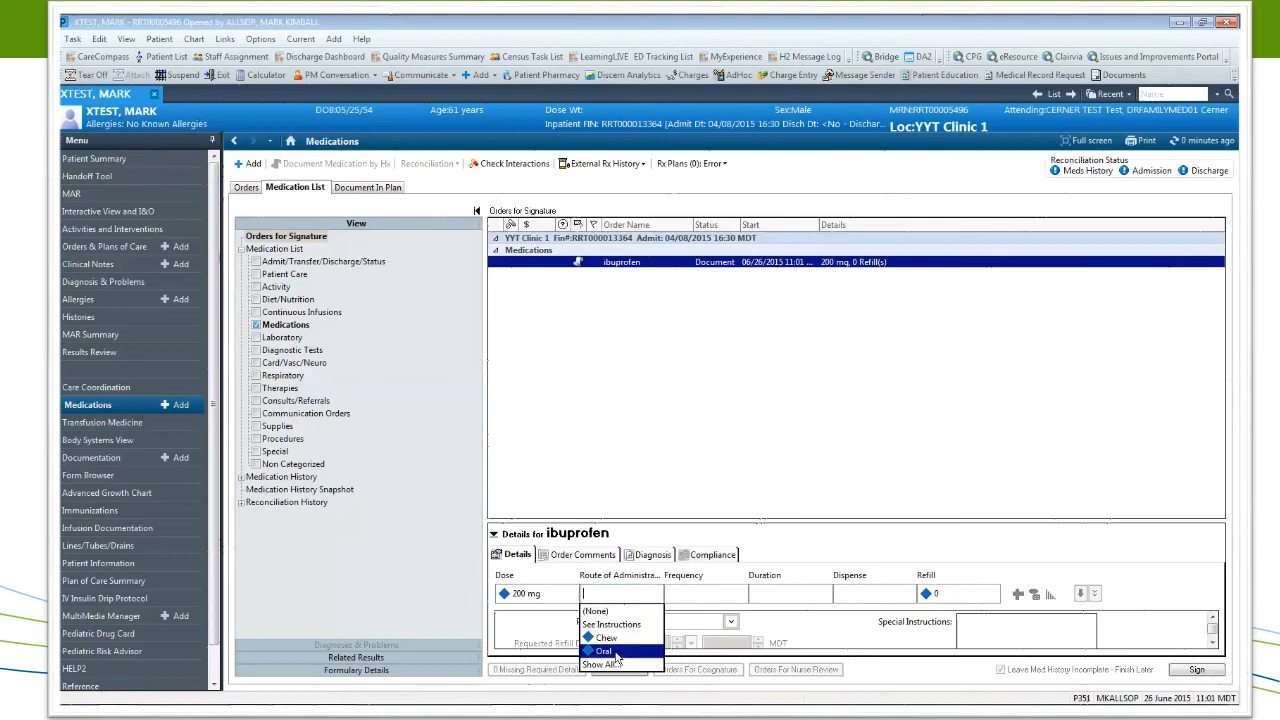 XTEST, MARK - RRT00005496 Opened by ALLSOP, MARK KIMBALL
Task Edit View Patient Chart Links Options Current Add Help
CareCompass Patient List Staff Assignment Discharge Dashboard Quality Measures Summary Census Task List LearningLIVE ED Tracking List MyExperience H2 Message Log Bridge DA2 CPG eResource Clairvia Issues and Improvements Portal
Tear Off Attach Suspend Exit Calculator PM Conversation Communicate Add Patient Pharmacy Discern Analytics Charges AdHoc Charge Entry Message Sender Patient Education Medical Record Request Documents
XTEST, MARK List Recent Name
XTEST, MARK DOB:05/25/54 Age:61 years Dose Wt: Sex:Male MRN:RRT00005496 Attending:CERNER TEST Test, DRFAMILYMED01 Cerner
Allergies: No Known Allergies Inpatient FIN: RRT000013364 [Admit Dt: 04/08/2015 16:30 Disch Dt: <No - Dischar... Loc:YYT Clinic 1
Menu
Patient Summary
Handoff Tool
MAR
Interactive View and I&O
Activities and Interventions
Orders & Plans of Care Add
Clinical Notes Add
Diagnosis & Problems
Allergies Add
Histories
MAR Summary
Results Review
Care Coordination
Medications Add
Transfusion Medicine
Body Systems View
Documentation Add
Form Browser
Advanced Growth Chart
Immunizations
Infusion Documentation
Lines/Tubes/Drains
Patient Information
Plan of Care Summary
IV Insulin Drip Protocol
MultiMedia Manager Add
Pediatric Drug Card
Pediatric Risk Advisor
HELP2
Reference
Medications Full screen Print 0 minutes ago
Add Document Medication by Hx Reconciliation Check Interactions External Rx History Rx Plans (0): Error
Reconciliation Status
Meds History Admission Discharge
Orders Medication List Document In Plan
View
Orders for Signature
Medication List
Admit/Transfer/Discharge/Status
Patient Care
Activity
Diet/Nutrition
Continuous Infusions
Medications
Laboratory
Diagnostic Tests
Card/Vasc/Neuro
Respiratory
Therapies
Consults/Referrals
Communication Orders
Supplies
Procedures
Special
Non Categorized
Medication History
Medication History Snapshot
Reconciliation History
Diagnoses & Problems
Related Results
Formulary Details
Orders for Signature
$ Order Name Status Start Details
YYT Clinic 1 Fin#:RRT000013364 Admit: 04/08/2015 16:30 MDT
Medications
ibuprofen Document 06/26/2015 11:01 ... 200 mg, 0 Refill(s)
Details for ibuprofen
Details Order Comments Diagnosis Compliance
Dose Route of Administra... Frequency Duration Dispense Refill
200 mg 0
(None)
See Instructions
Chew
Oral
Show All
Special Instructions:
Requested Refill D MDT
0 Missing Required Detail rders For Cosignature Orders For Nurse Review Leave Med History Incomplete - Finish Later Sign
P351 MKALLSOP 26 June 2015 11:01 MDT